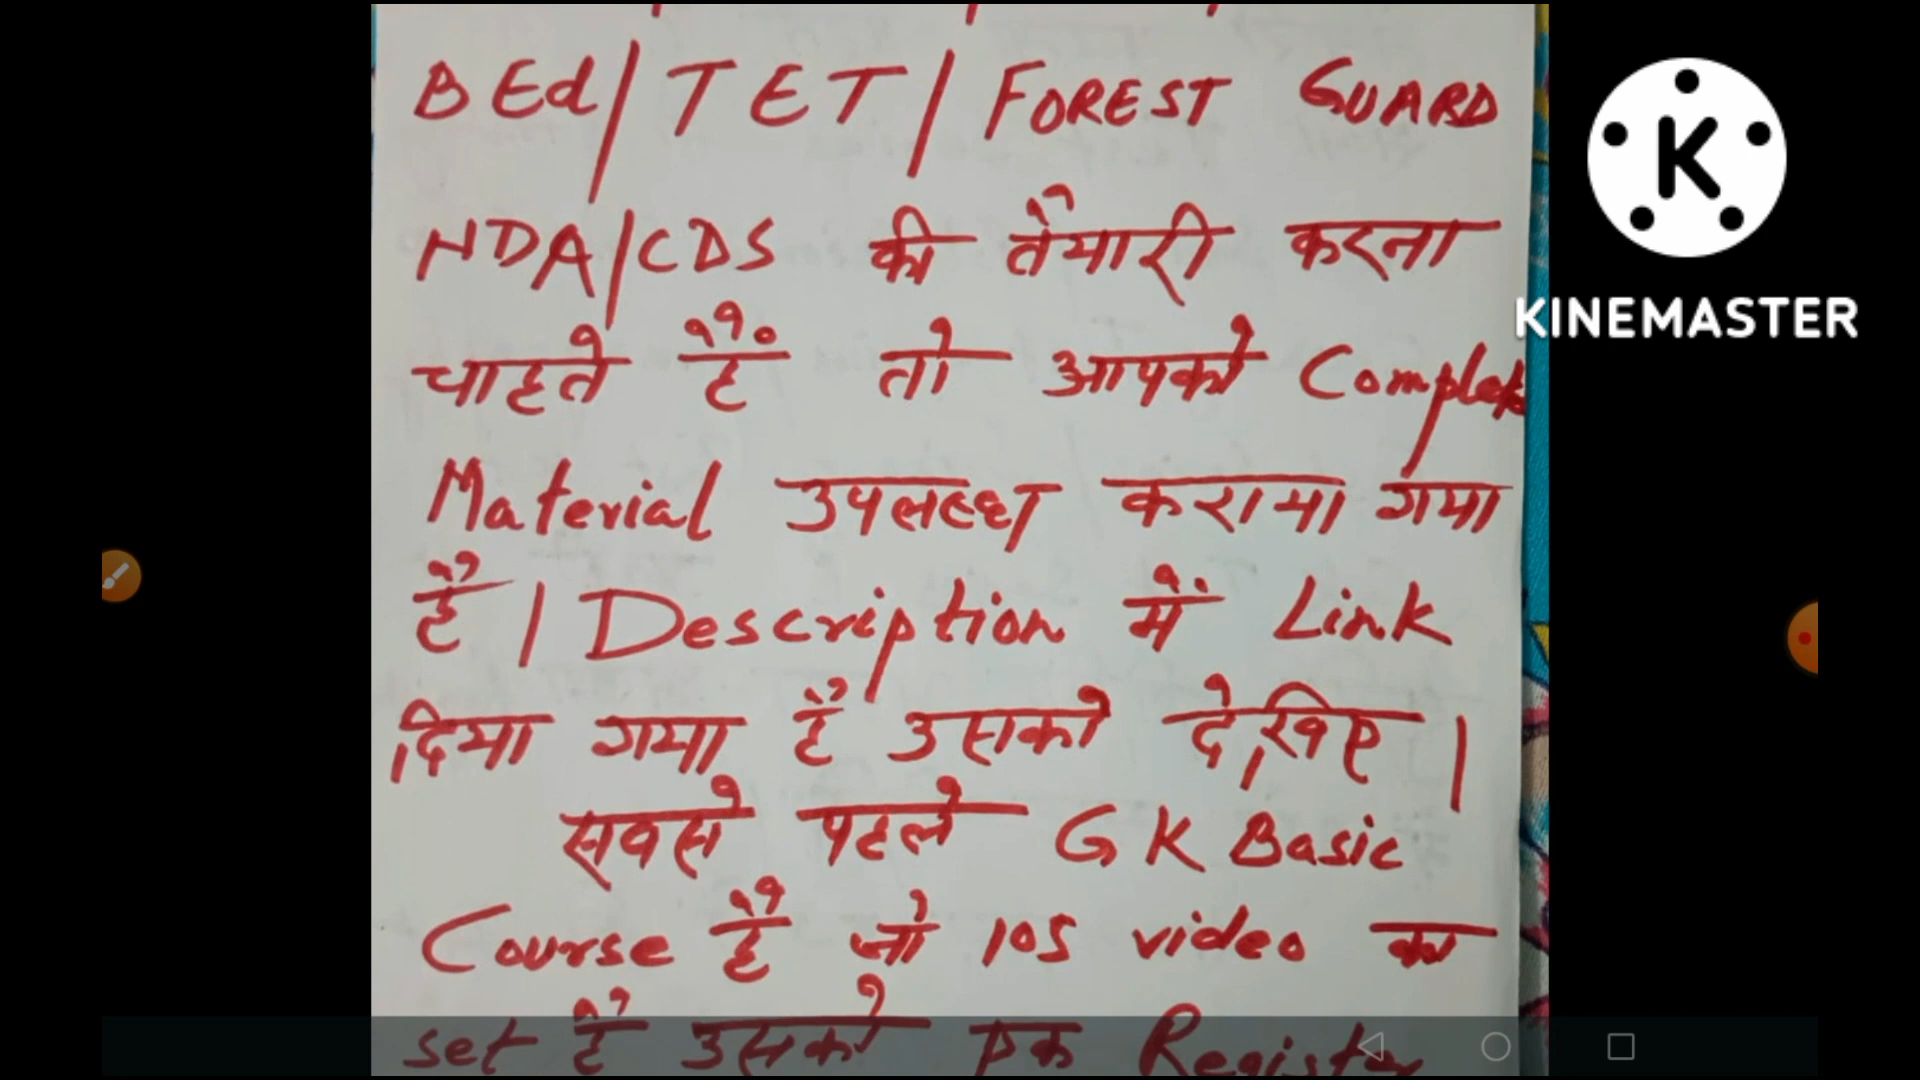 BEd/TET/FOREST GUARD
NDA/CDS की तैयारी करना
चाहते हैं तो आपको Complete
Material उपलब्ध कराया गया
है। Description में Link
दिया गया है उसको देखिए।
सबसे पहले GK Basic
Course है जो 105 video का
set है उसको एक Register
K
KINEMASTER